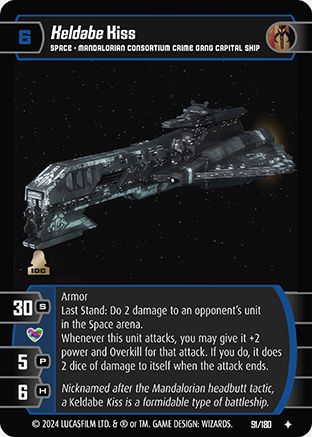 6
Keldabe Kiss
SPACE - MANDALORIAN CONSORTIUM CRIME GANG CAPITAL SHIP
IDC
30 S
5 P
6 H
Armor
Last Stand: Do 2 damage to an opponent's unit
in the Space arena.
Whenever this unit attacks, you may give it +2
power and Overkill for that attack. If you do, it does
2 dice of damage to itself when the attack ends.
Nicknamed after the Mandalorian headbutt tactic,
a Keldabe Kiss is a formidable type of battleship.
© 2024 LUCASFILM LTD. & ® or TM. GAME DESIGN: WIZARDS.
91/180